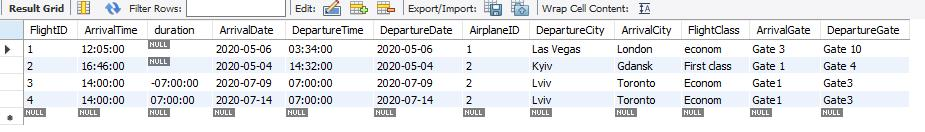 Result Grid Filter Rows: Edit: Export/Import: Wrap Cell Content: IA
FlightID ArrivalTime duration ArrivalDate DepartureTime DepartureDate AirplaneID DepartureCity ArrivalCity FlightClass ArrivalGate DepartureGate
1 12:05:00 NULL 2020-05-06 03:34:00 2020-05-06 1 Las Vegas London econom Gate 3 Gate 10
2 16:46:00 NULL 2020-05-04 14:32:00 2020-05-04 2 Kyiv Gdansk First class Gate 1 Gate 4
3 14:00:00 -07:00:00 2020-07-09 07:00:00 2020-07-09 2 Lviv Toronto Econom Gate1 Gate3
4 14:00:00 07:00:00 2020-07-14 07:00:00 2020-07-14 2 Lviv Toronto Econom Gate1 Gate3
NULL NULL NULL NULL NULL NULL NULL NULL NULL NULL NULL NULL